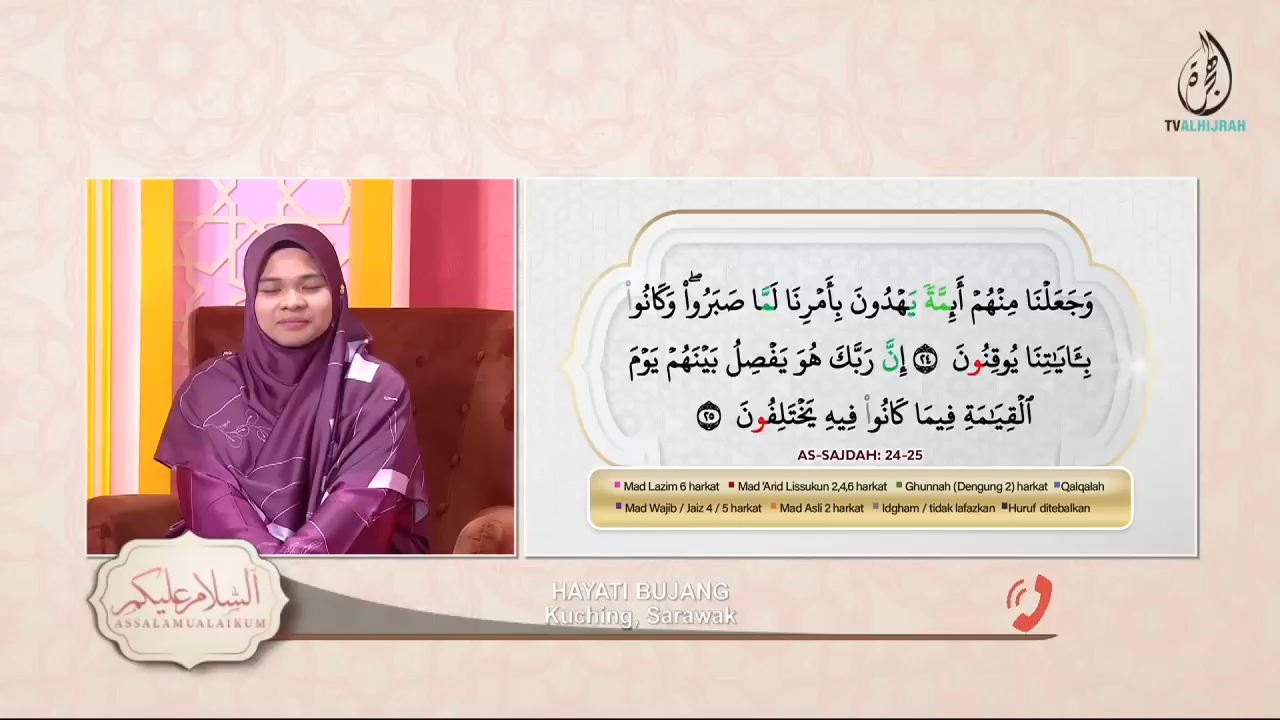 هجرة
TVALHIJRAH
وَجَعَلْنَا مِنْهُمْ أَئِمَّةً يَهْدُونَ بِأَمْرِنَا لَمَّا صَبَرُوا۟ ۖ وَكَانُوا۟
بِـَٔايَـٰتِنَا يُوقِنُونَ ٢٤ إِنَّ رَبَّكَ هُوَ يَفْصِلُ بَيْنَهُمْ يَوْمَ
ٱلْقِيَـٰمَةِ فِيمَا كَانُوا۟ فِيهِ يَخْتَلِفُونَ ٢٥
AS-SAJDAH: 24-25
Mad Lazim 6 harkat Mad 'Arid Lissukun 2,4,6 harkat Ghunnah (Dengung 2) harkat Qalqalah
Mad Wajib / Jaiz 4 / 5 harkat Mad Asli 2 harkat Idgham / tidak lafazkan Huruf ditebalkan
السلام عليكم
ASSALAMUALAIKUM
HAYATI BUJANG
Kuching, Sarawak